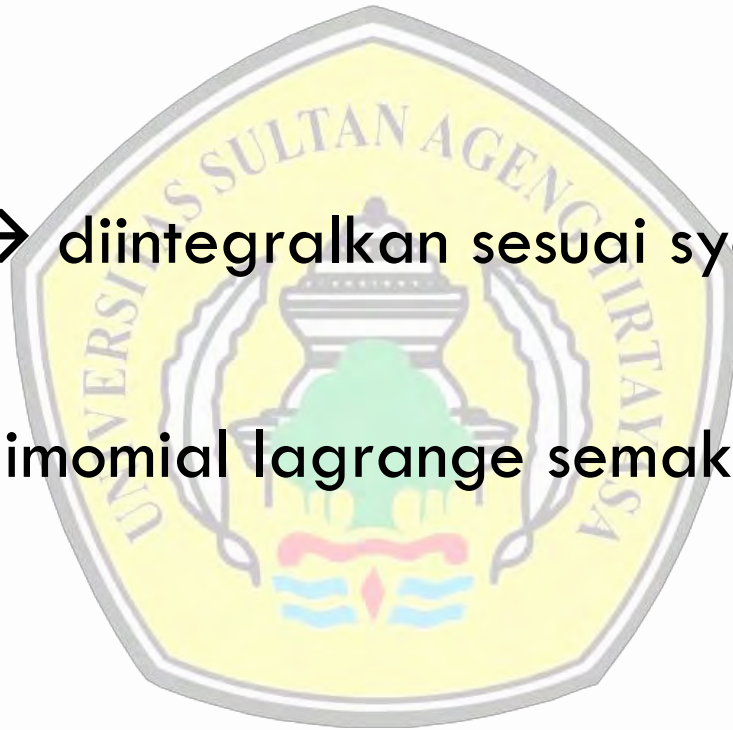 UNIVERSITAS SULTAN AGENG TIRTAYASA
→ diintegralkan sesuai sy
imomial lagrange semak